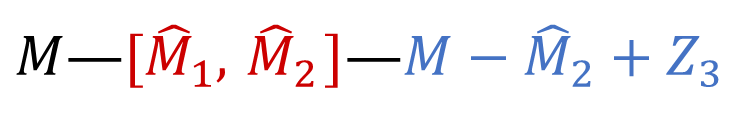 M—[M̂₁, M̂₂]—M − M̂₂ + Z₃